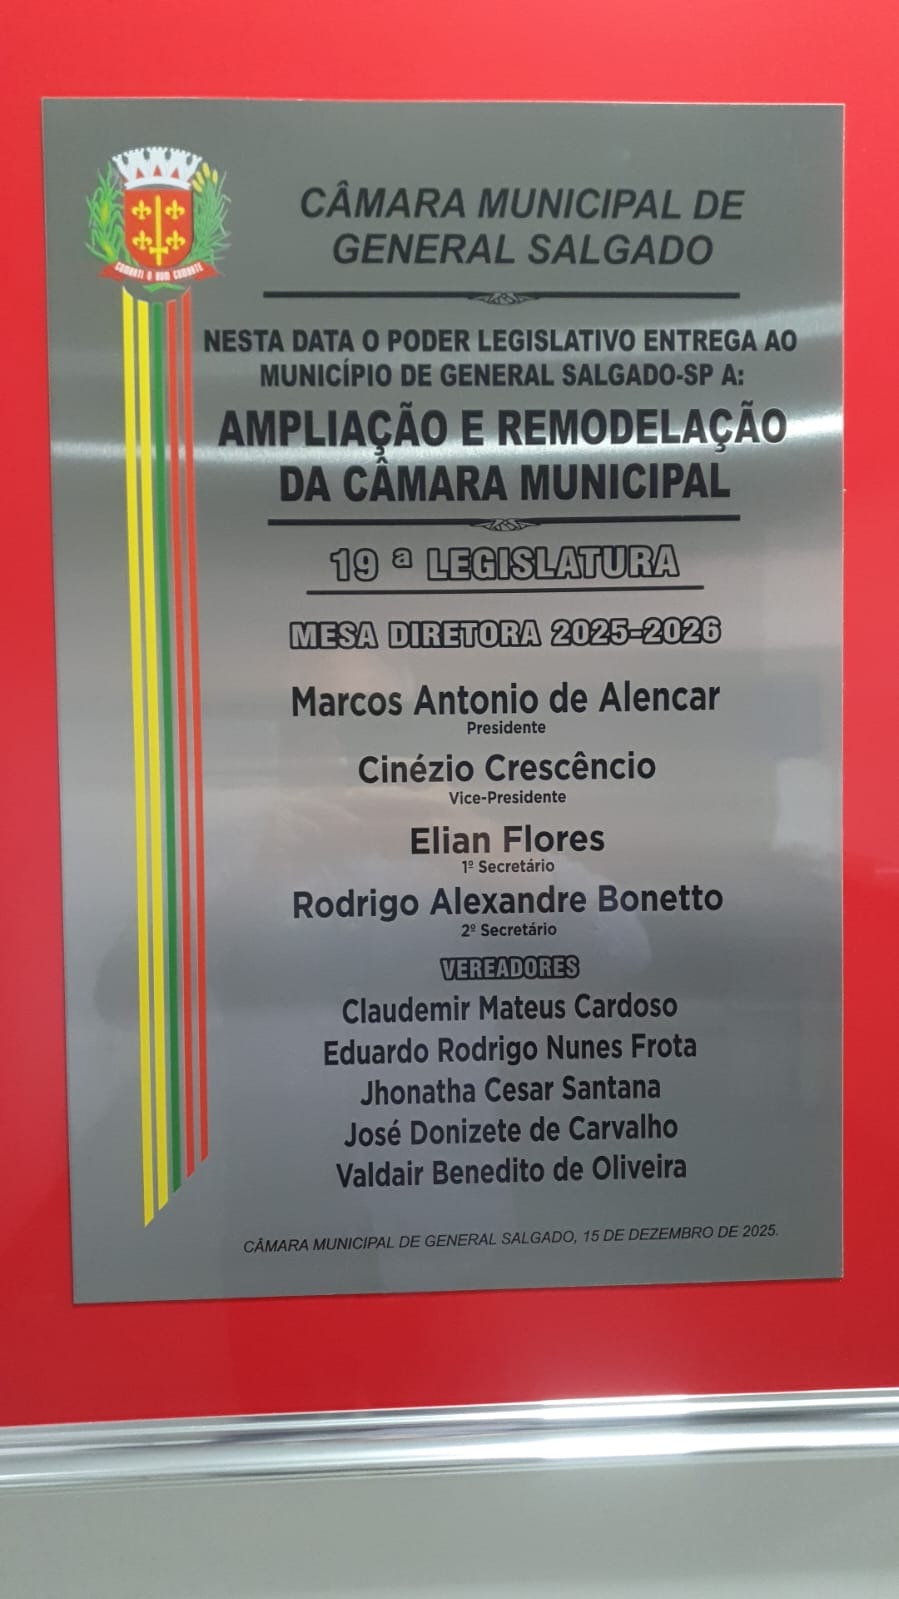 CÂMARA MUNICIPAL DE
GENERAL SALGADO
NESTA DATA O PODER LEGISLATIVO ENTREGA AO
MUNICÍPIO DE GENERAL SALGADO-SP A:
AMPLIAÇÃO E REMODELAÇÃO
DA CÂMARA MUNICIPAL
19 ª LEGISLATURA
MESA DIRETORA 2025-2026
Marcos Antonio de Alencar
Presidente
Cinézio Crescêncio
Vice-Presidente
Elian Flores
1º Secretário
Rodrigo Alexandre Bonetto
2º Secretário
VEREADORES
Claudemir Mateus Cardoso
Eduardo Rodrigo Nunes Frota
Jhonatha Cesar Santana
José Donizete de Carvalho
Valdair Benedito de Oliveira
CÂMARA MUNICIPAL DE GENERAL SALGADO, 15 DE DEZEMBRO DE 2025.